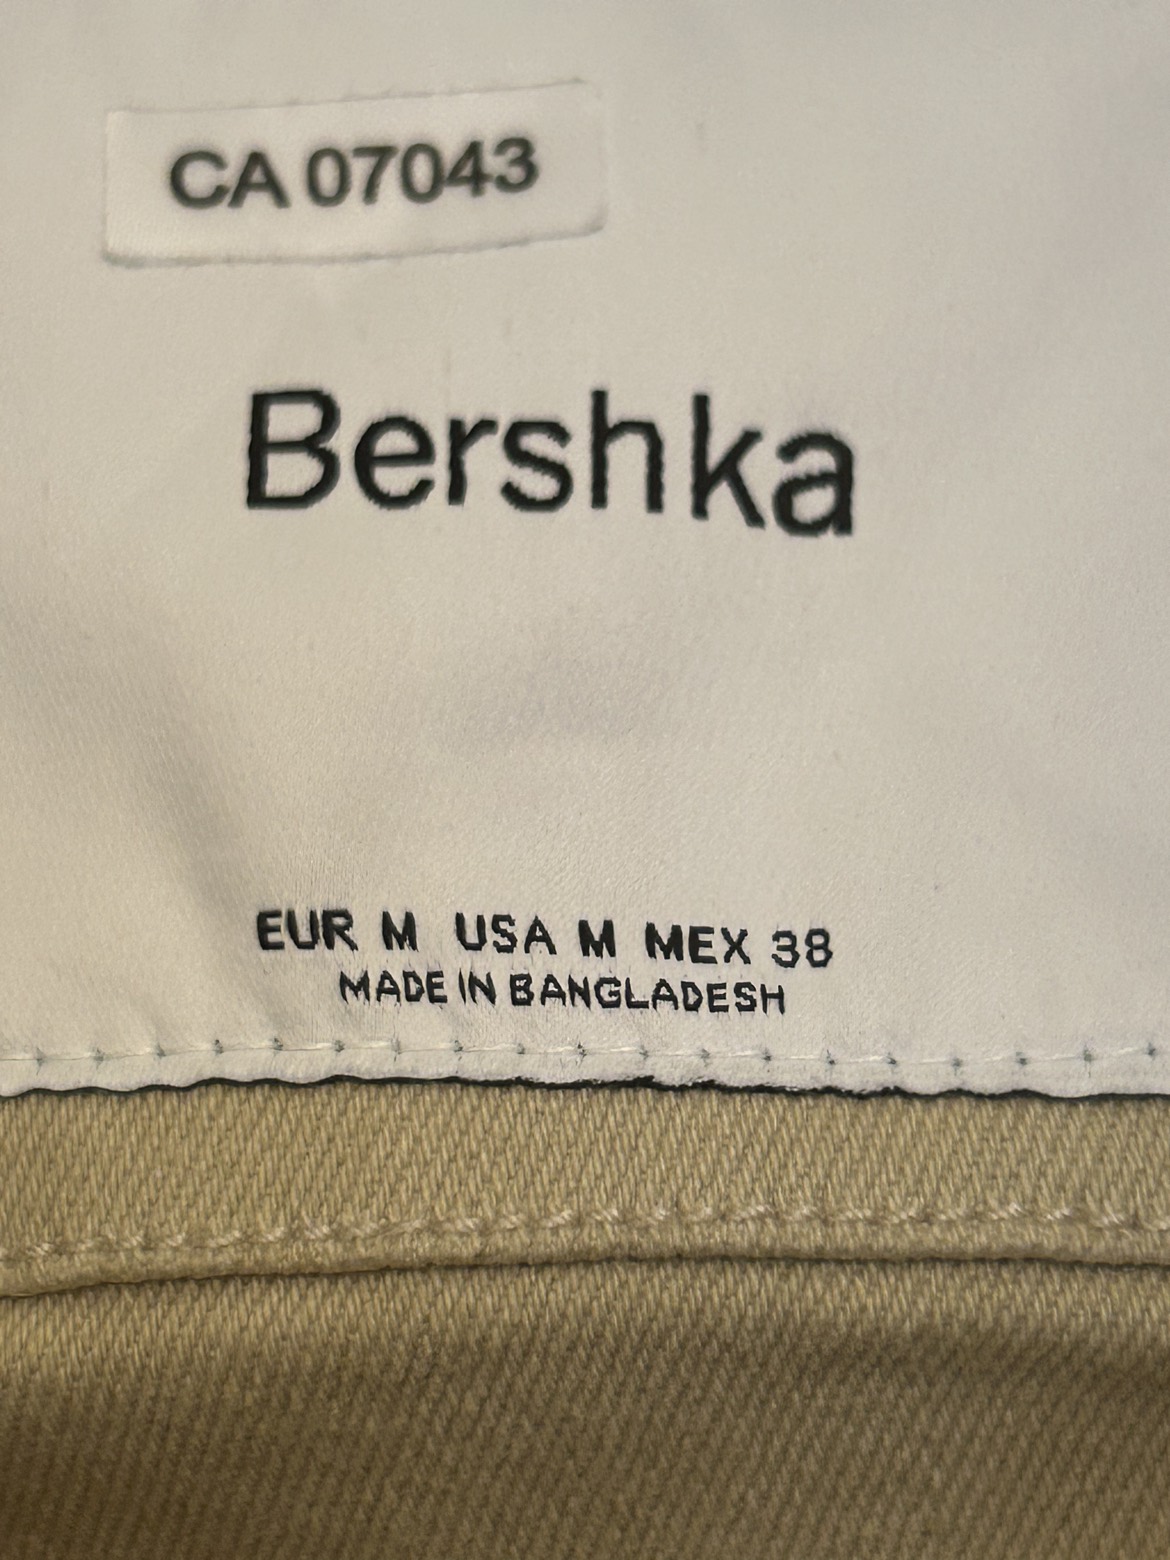 CA 07043
Bershka
EUR M USA M MEX 38
MADE IN BANGLADESH